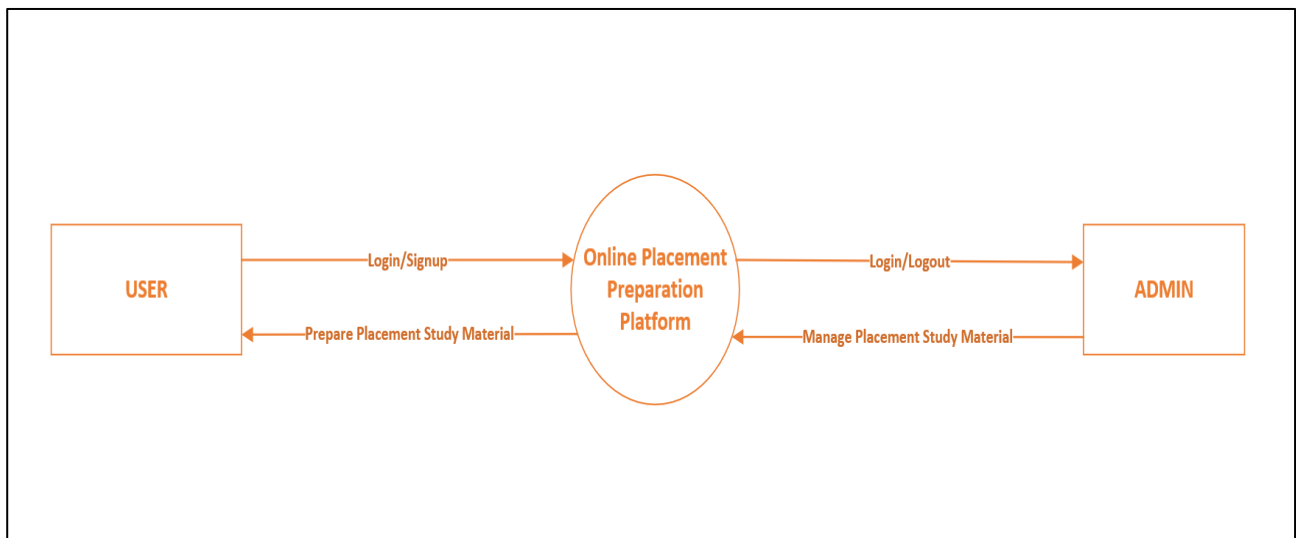 USER
Login/Signup
Prepare Placement Study Material
Online Placement
Preparation
Platform
Login/Logout
Manage Placement Study Material
ADMIN